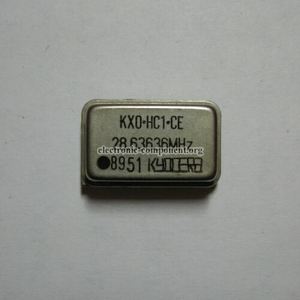 KXO-HC1-CE
28.63636MHz
electronic-component.org
8951 KYOCERA